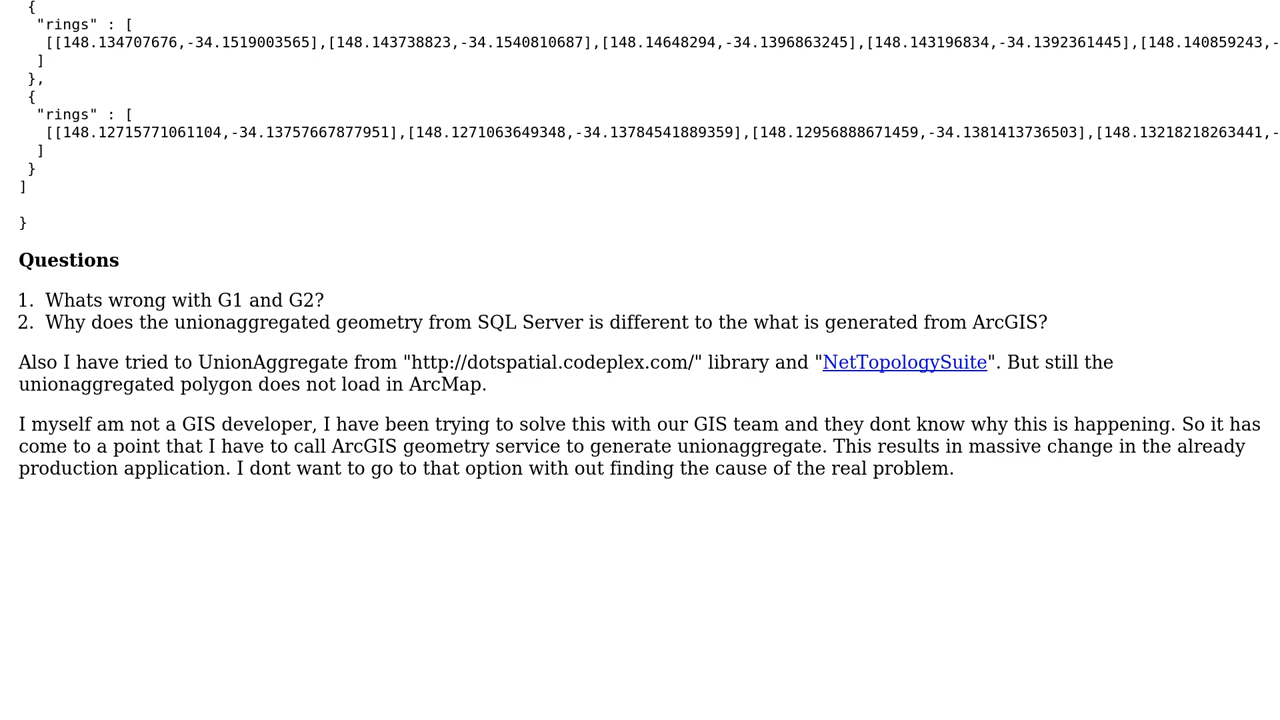 {
"rings" : [
[[148.134707676,-34.1519003565],[148.143738823,-34.1540810687],[148.14648294,-34.1396863245],[148.143196834,-34.1392361445],[148.140859243,-
]
},
{
"rings" : [
[[148.12715771061104,-34.13757667877951],[148.1271063649348,-34.13784541889359],[148.12956888671459,-34.1381413736503],[148.13218218263441,-
]
}
]
}
Questions
1. Whats wrong with G1 and G2?
2. Why does the unionaggregated geometry from SQL Server is different to the what is generated from ArcGIS?
Also I have tried to UnionAggregate from "http://dotspatial.codeplex.com/" library and "NetTopologySuite". But still the
unionaggregated polygon does not load in ArcMap.
I myself am not a GIS developer, I have been trying to solve this with our GIS team and they dont know why this is happening. So it has
come to a point that I have to call ArcGIS geometry service to generate unionaggregate. This results in massive change in the already
production application. I dont want to go to that option with out finding the cause of the real problem.